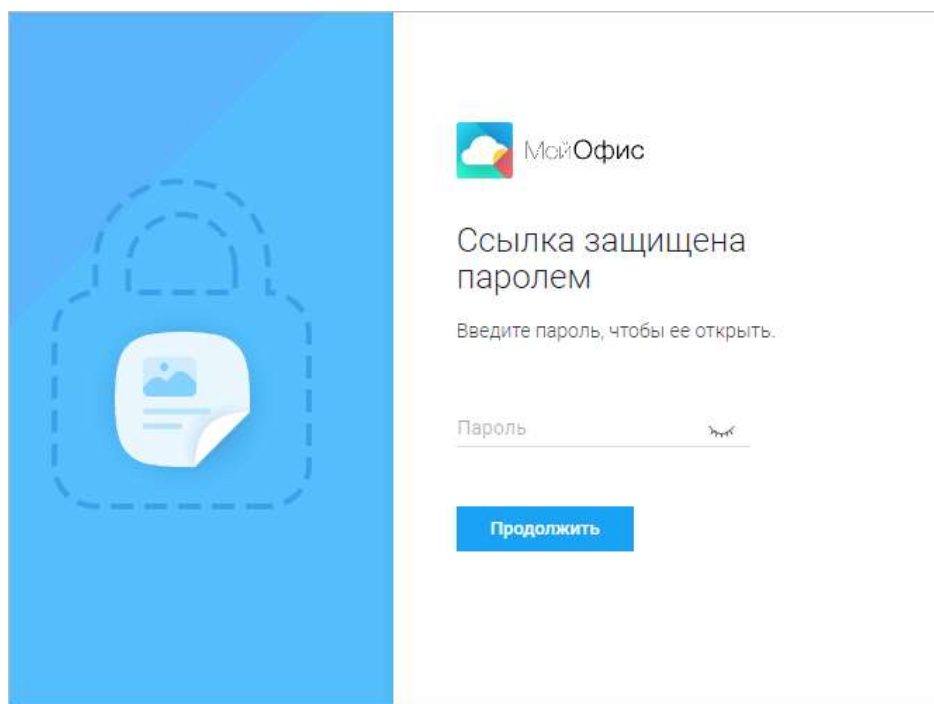 МойОфис
Ссылка защищена
паролем
Введите пароль, чтобы ее открыть.
Пароль
Продолжить